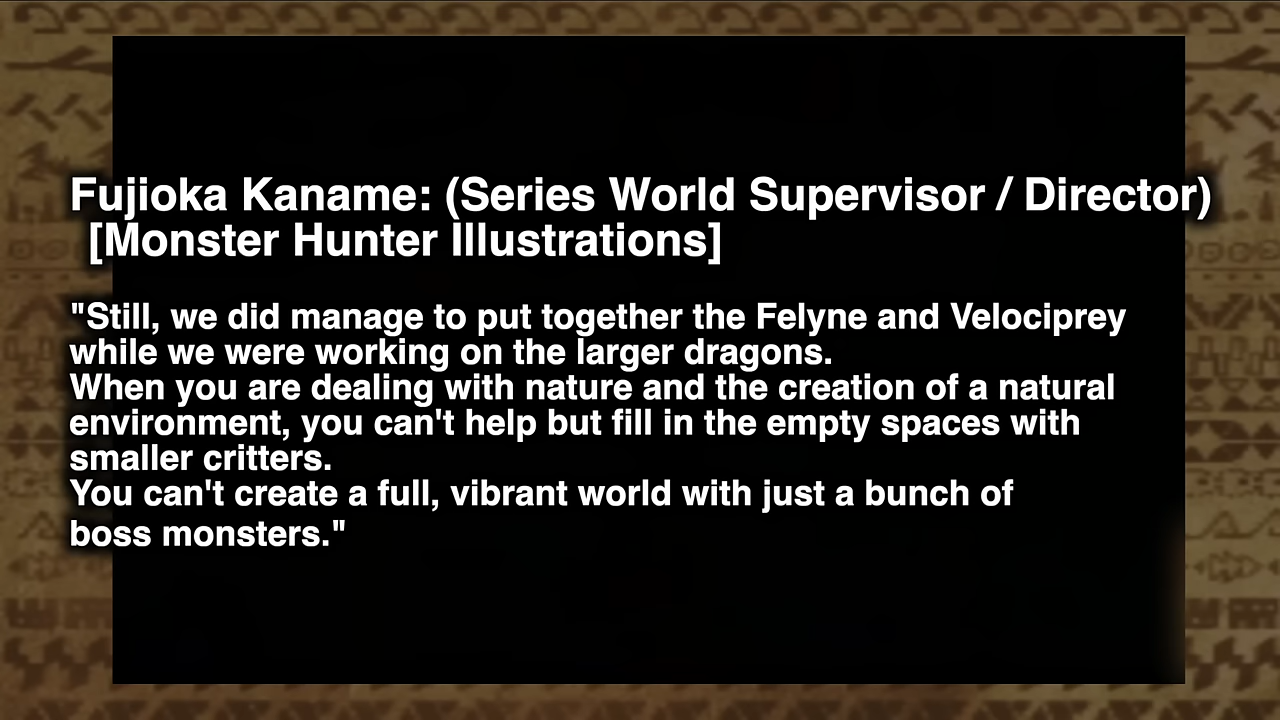 Fujioka Kaname: (Series World Supervisor / Director)
[Monster Hunter Illustrations]
"Still, we did manage to put together the Felyne and Velociprey
while we were working on the larger dragons.
When you are dealing with nature and the creation of a natural
environment, you can't help but fill in the empty spaces with
smaller critters.
You can't create a full, vibrant world with just a bunch of
boss monsters."